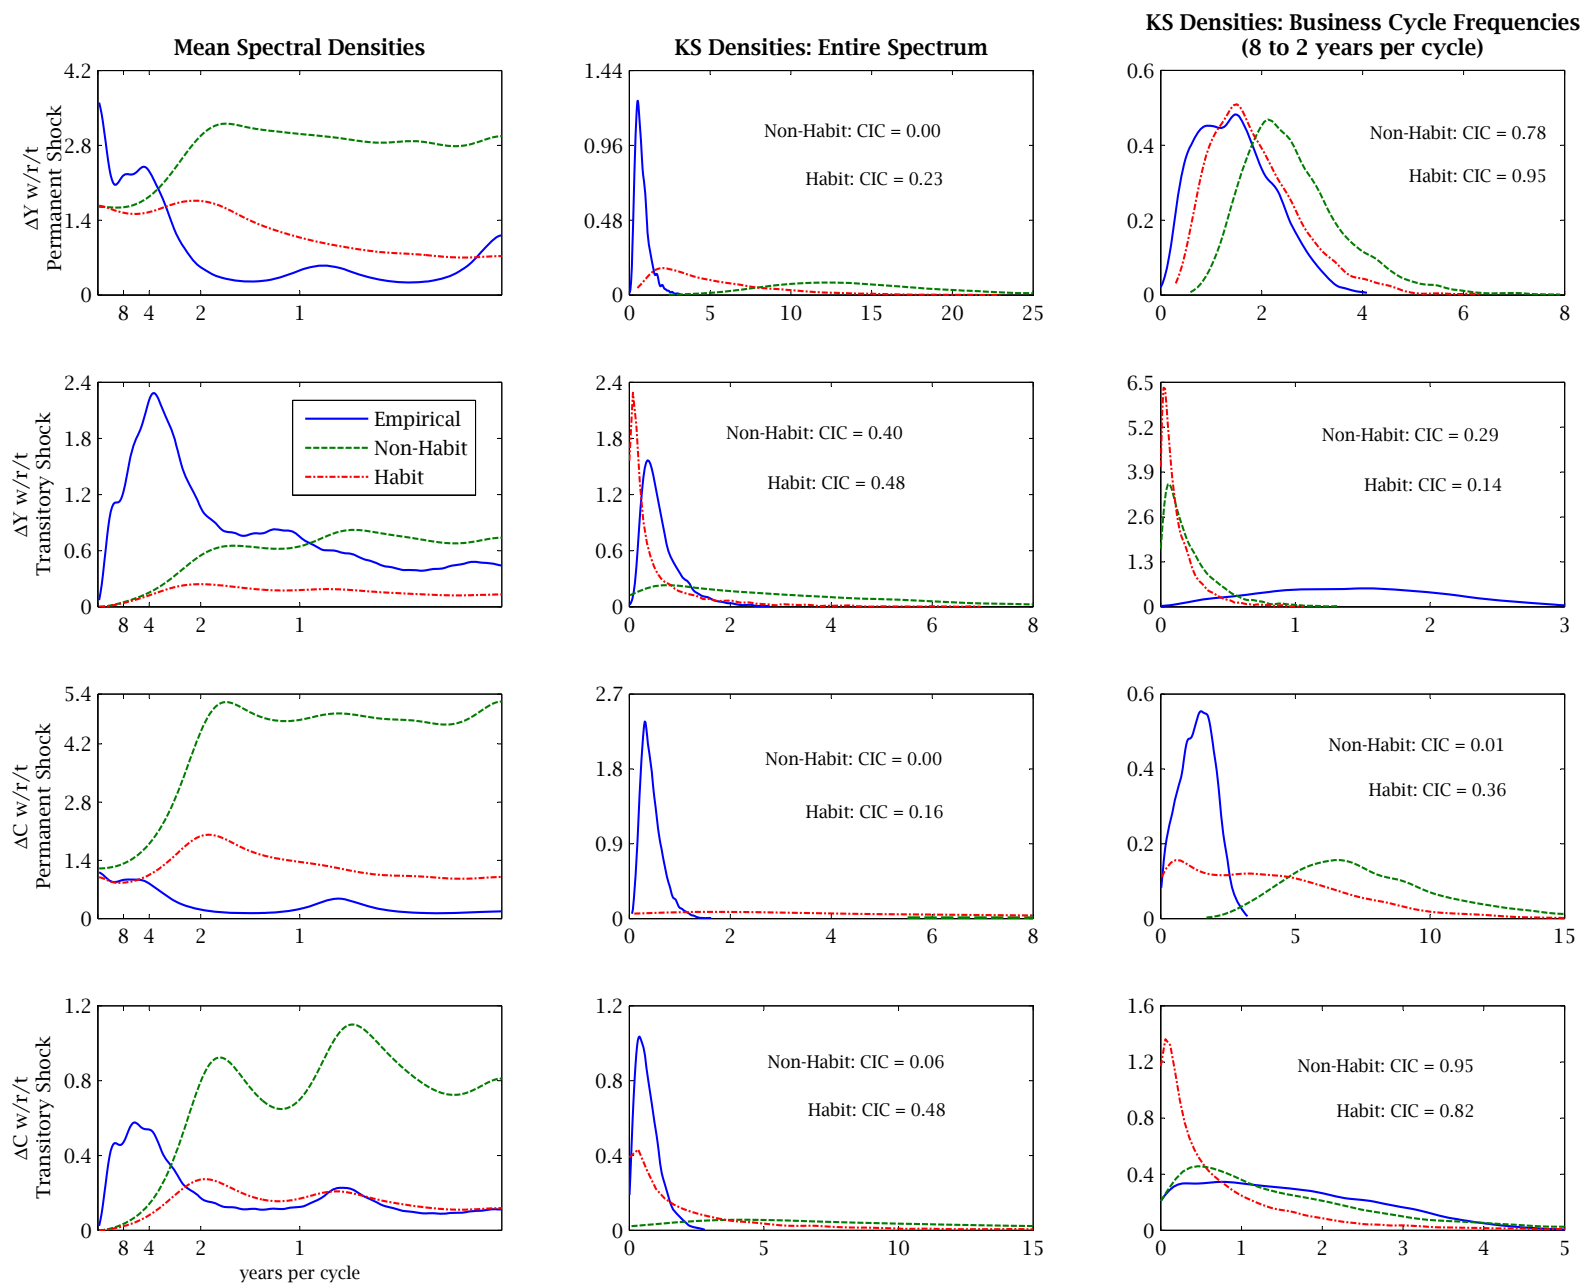 Mean Spectral Densities
KS Densities: Entire Spectrum
KS Densities: Business Cycle Frequencies
(8 to 2 years per cycle)
ΔY w/r/t
Permanent Shock
4.2
2.8
1.4
0
8 4 2 1
1.44
0.96
0.48
0
Non-Habit: CIC = 0.00
Habit: CIC = 0.23
0 5 10 15 20 25
0.6
0.4
0.2
0
Non-Habit: CIC = 0.78
Habit: CIC = 0.95
0 2 4 6 8
ΔY w/r/t
Transitory Shock
2.4
1.8
1.2
0.6
0
Empirical
Non-Habit
Habit
8 4 2 1
2.4
1.8
1.2
0.6
0
Non-Habit: CIC = 0.40
Habit: CIC = 0.48
0 2 4 6 8
6.5
5.2
3.9
2.6
1.3
0
Non-Habit: CIC = 0.29
Habit: CIC = 0.14
0 1 2 3
ΔC w/r/t
Permanent Shock
5.4
4.2
2.8
1.4
0
8 4 2 1
2.7
1.8
0.9
0
Non-Habit: CIC = 0.00
Habit: CIC = 0.16
0 2 4 6 8
0.6
0.4
0.2
0
Non-Habit: CIC = 0.01
Habit: CIC = 0.36
0 5 10 15
ΔC w/r/t
Transitory Shock
1.2
0.8
0.4
0
8 4 2 1
years per cycle
1.2
0.8
0.4
0
Non-Habit: CIC = 0.06
Habit: CIC = 0.48
0 5 10 15
1.6
1.2
0.8
0.4
0
Non-Habit: CIC = 0.95
Habit: CIC = 0.82
0 1 2 3 4 5